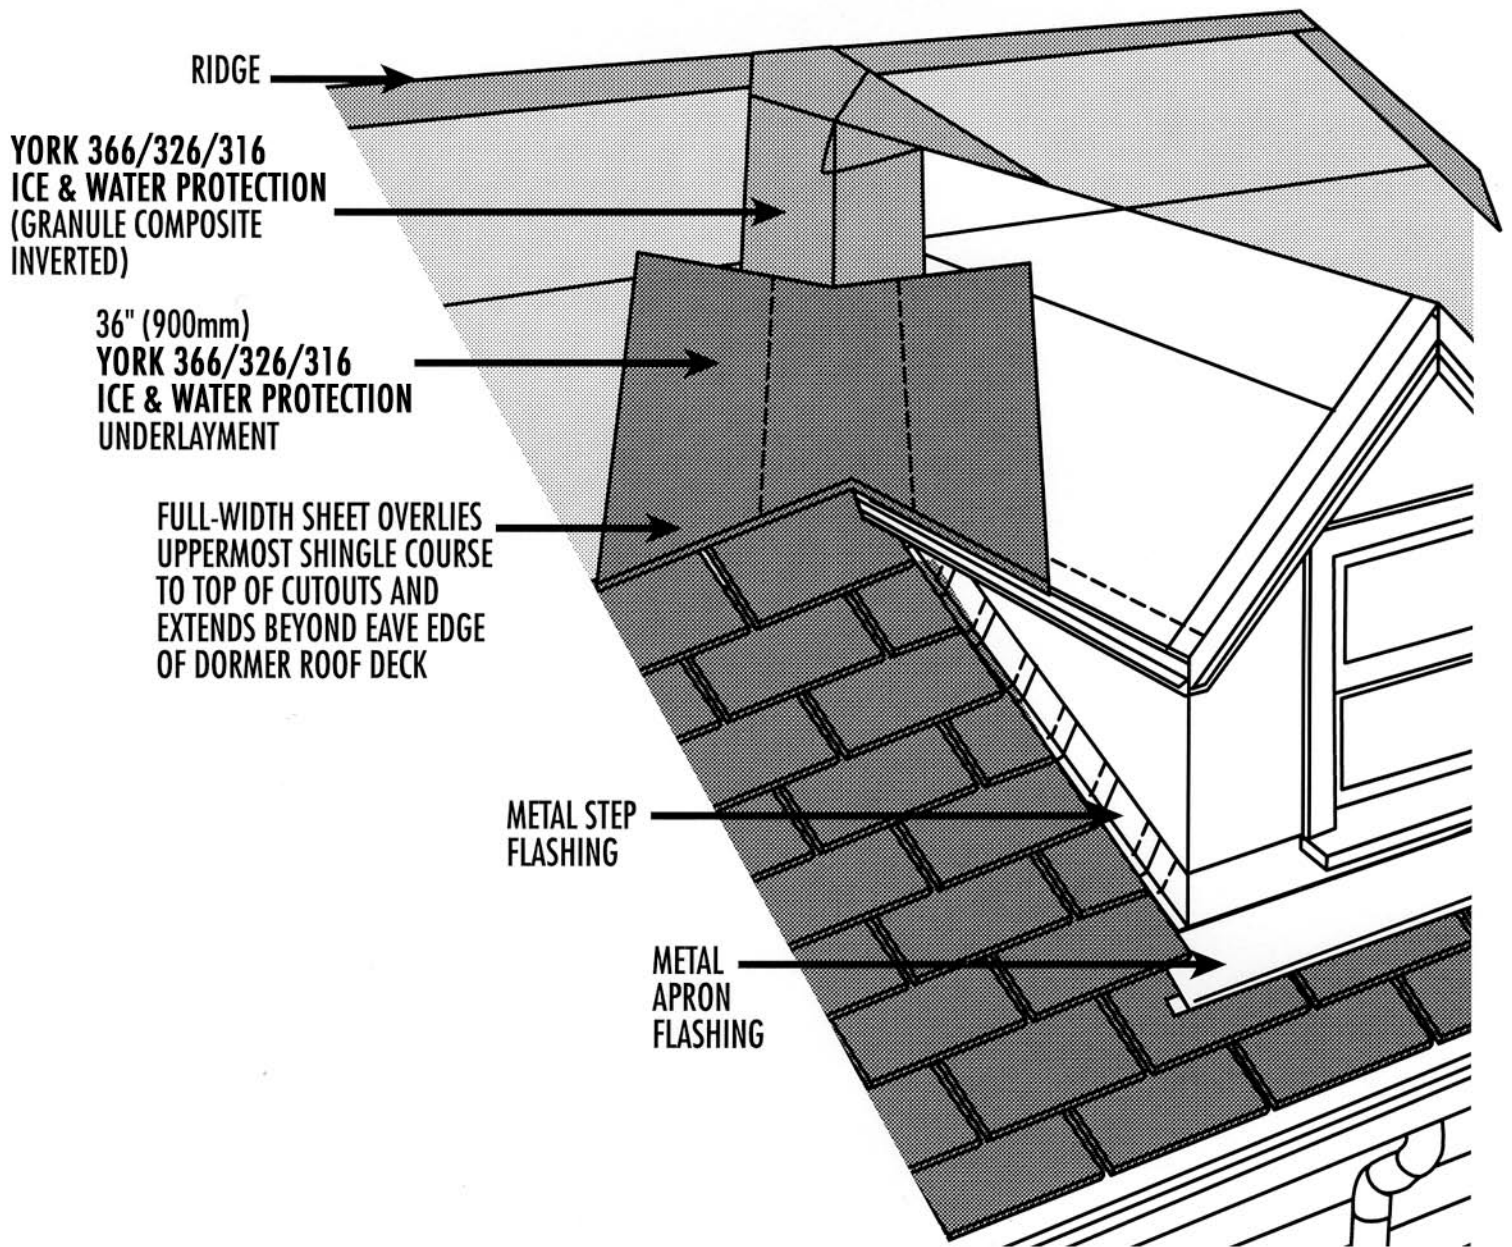 RIDGE
YORK 366/326/316
ICE & WATER PROTECTION
(GRANULE COMPOSITE
INVERTED)
36" (900mm)
YORK 366/326/316
ICE & WATER PROTECTION
UNDERLAYMENT
FULL-WIDTH SHEET OVERLIES
UPPERMOST SHINGLE COURSE
TO TOP OF CUTOUTS AND
EXTENDS BEYOND EAVE EDGE
OF DORMER ROOF DECK
METAL STEP
FLASHING
METAL
APRON
FLASHING